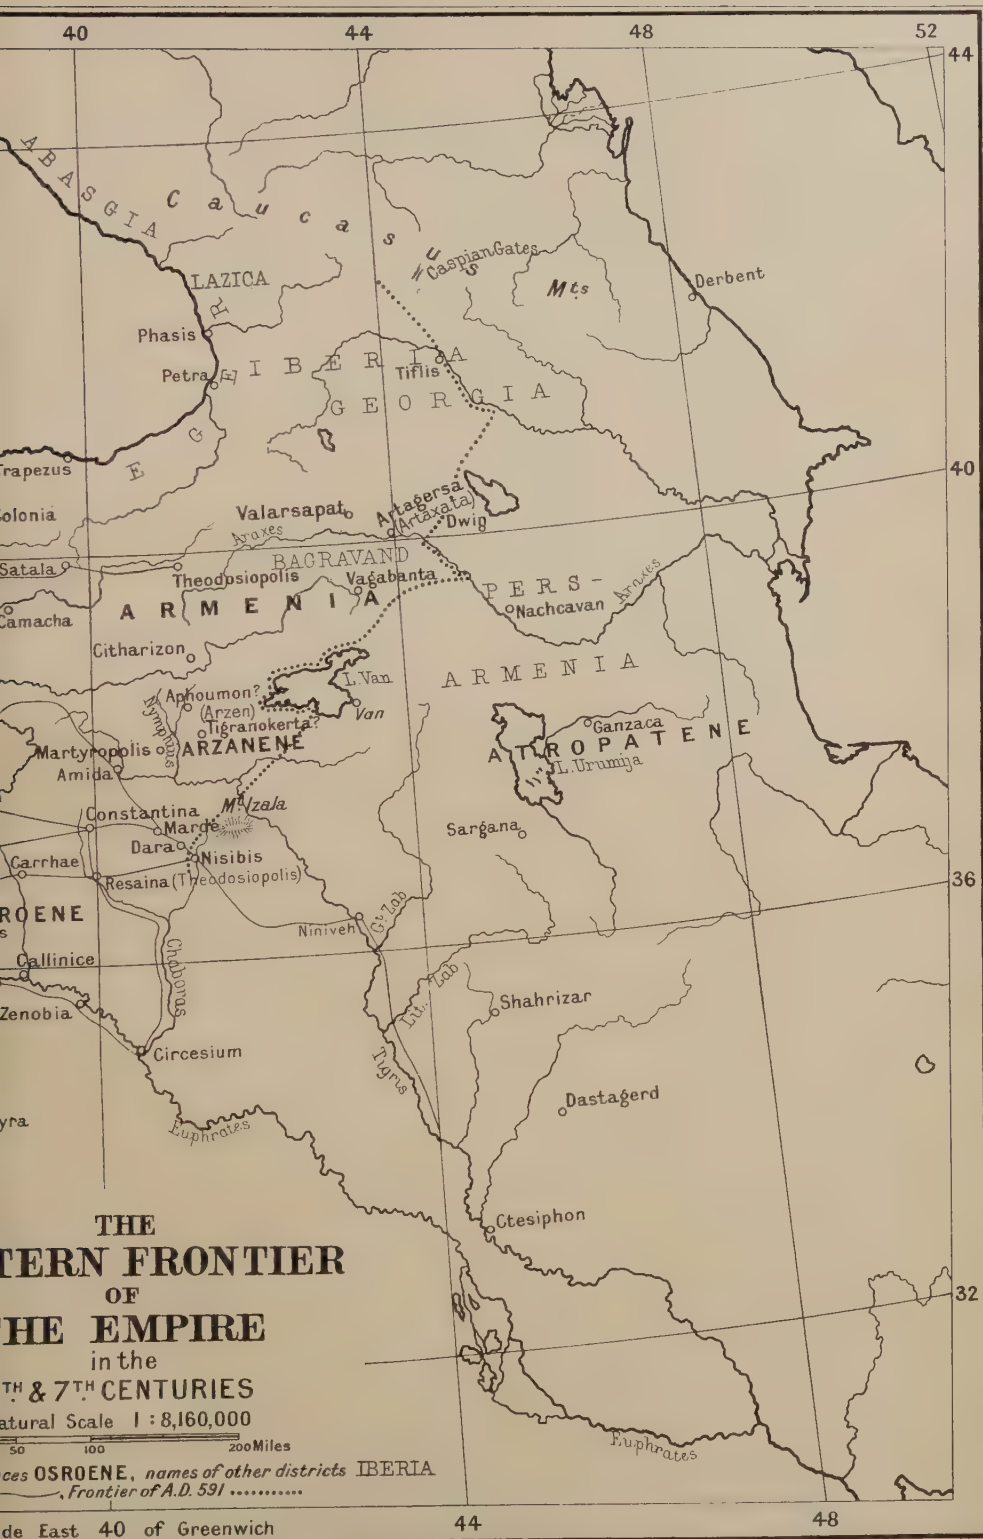 40 44 48 52
44
ABASGIA
Caucasus
Caspian Gates
Mts
Derbent
LAZICA
Phasis
Petra
EGER
IBERIA
Tiflis
GEORGIA
Trapezus
40
olonia
Valarsapat
Artagersa
(Artaxata)
Dwig
Araxes
BAGRAVAND
Satala
Theodosiopolis
Vagabanta
PERS-
Araxes
Nachcavan
Camacha
ARMENIA
Citharizon
ARMENIA
L.Van
Van
Aphoumon?
(Arzen)
Nymphius
Tigranokerta?
Ganzaca
ATROPATENE
L.Urumija
Martyropolis
ARZANENE
Amida
Mt. Izala
Constantina
Marde
Sargana
Dara
Nisibis
Carrhae
Resaina (Theodosiopolis)
36
ROENE
s
Niniveh
Gt. Zab
Callinice
Chaboras
Lit. Zab
Shahrizar
Zenobia
Circesium
Tigris
Dastagerd
yra
Euphrates
Ctesiphon
THE
TERN FRONTIER
OF
HE EMPIRE
in the
TH & 7TH CENTURIES
atural Scale 1 : 8,160,000
50 100 200 Miles
ces OSROENE, names of other districts IBERIA
, Frontier of A.D. 591 ...........
32
Euphrates
de East 40 of Greenwich
44 48